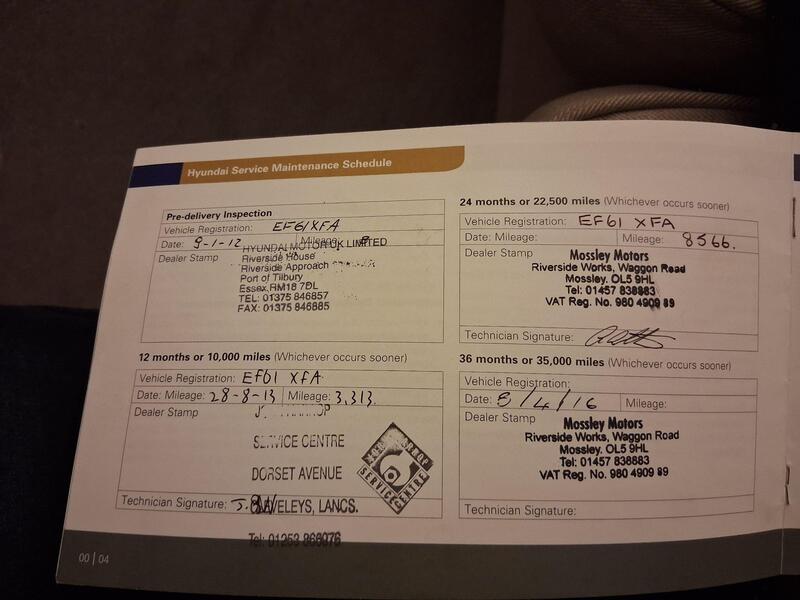 Hyundai Service Maintenance Schedule
Pre-delivery Inspection
Vehicle Registration: EF61XFA
Date: 9-1-12 Mileage: 8
Dealer Stamp
HYUNDAI MOTOR UK LIMITED
Riverside House
Riverside Approach
Port of Tilbury
Essex, RM18 7DL
TEL: 01375 846857
FAX: 01375 846885
12 months or 10,000 miles (Whichever occurs sooner)
Vehicle Registration: EF61 XFA
Date: Mileage: 28-8-13 3,313.
Dealer Stamp
SERVICE CENTRE
DORSET AVENUE
CLEVELEYS, LANCS.
Technician Signature:
Tel: 01253 866076
SERVICE CENTRE
24 months or 22,500 miles (Whichever occurs sooner)
Vehicle Registration: EF61 XFA
Date: Mileage: 8566.
Dealer Stamp
Mossley Motors
Riverside Works, Waggon Road
Mossley. OL5 9HL
Tel: 01457 838883
VAT Reg. No. 980 4909 89
Technician Signature:
36 months or 35,000 miles (Whichever occurs sooner)
Vehicle Registration:
Date: 8/4/16 Mileage:
Dealer Stamp
Mossley Motors
Riverside Works, Waggon Road
Mossley. OL5 9HL
Tel: 01457 838883
VAT Reg. No. 980 4909 89
Technician Signature:
00 | 04